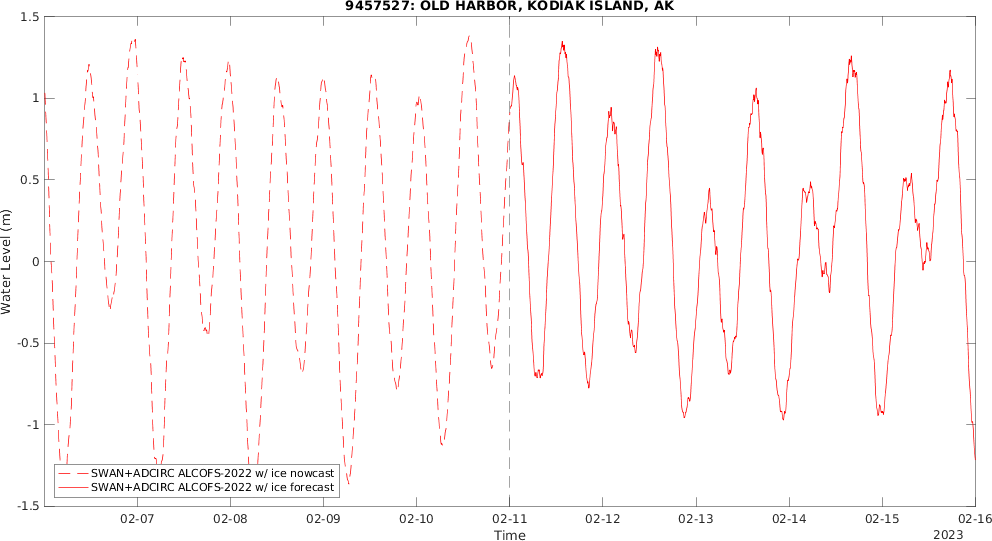 9457527: OLD HARBOR, KODIAK ISLAND, AK
1.5
1
0.5
0
-0.5
-1
-1.5
Water Level (m)
SWAN+ADCIRC ALCOFS-2022 w/ ice nowcast
SWAN+ADCIRC ALCOFS-2022 w/ ice forecast
02-07 02-08 02-09 02-10 02-11 02-12 02-13 02-14 02-15 02-16
Time
2023